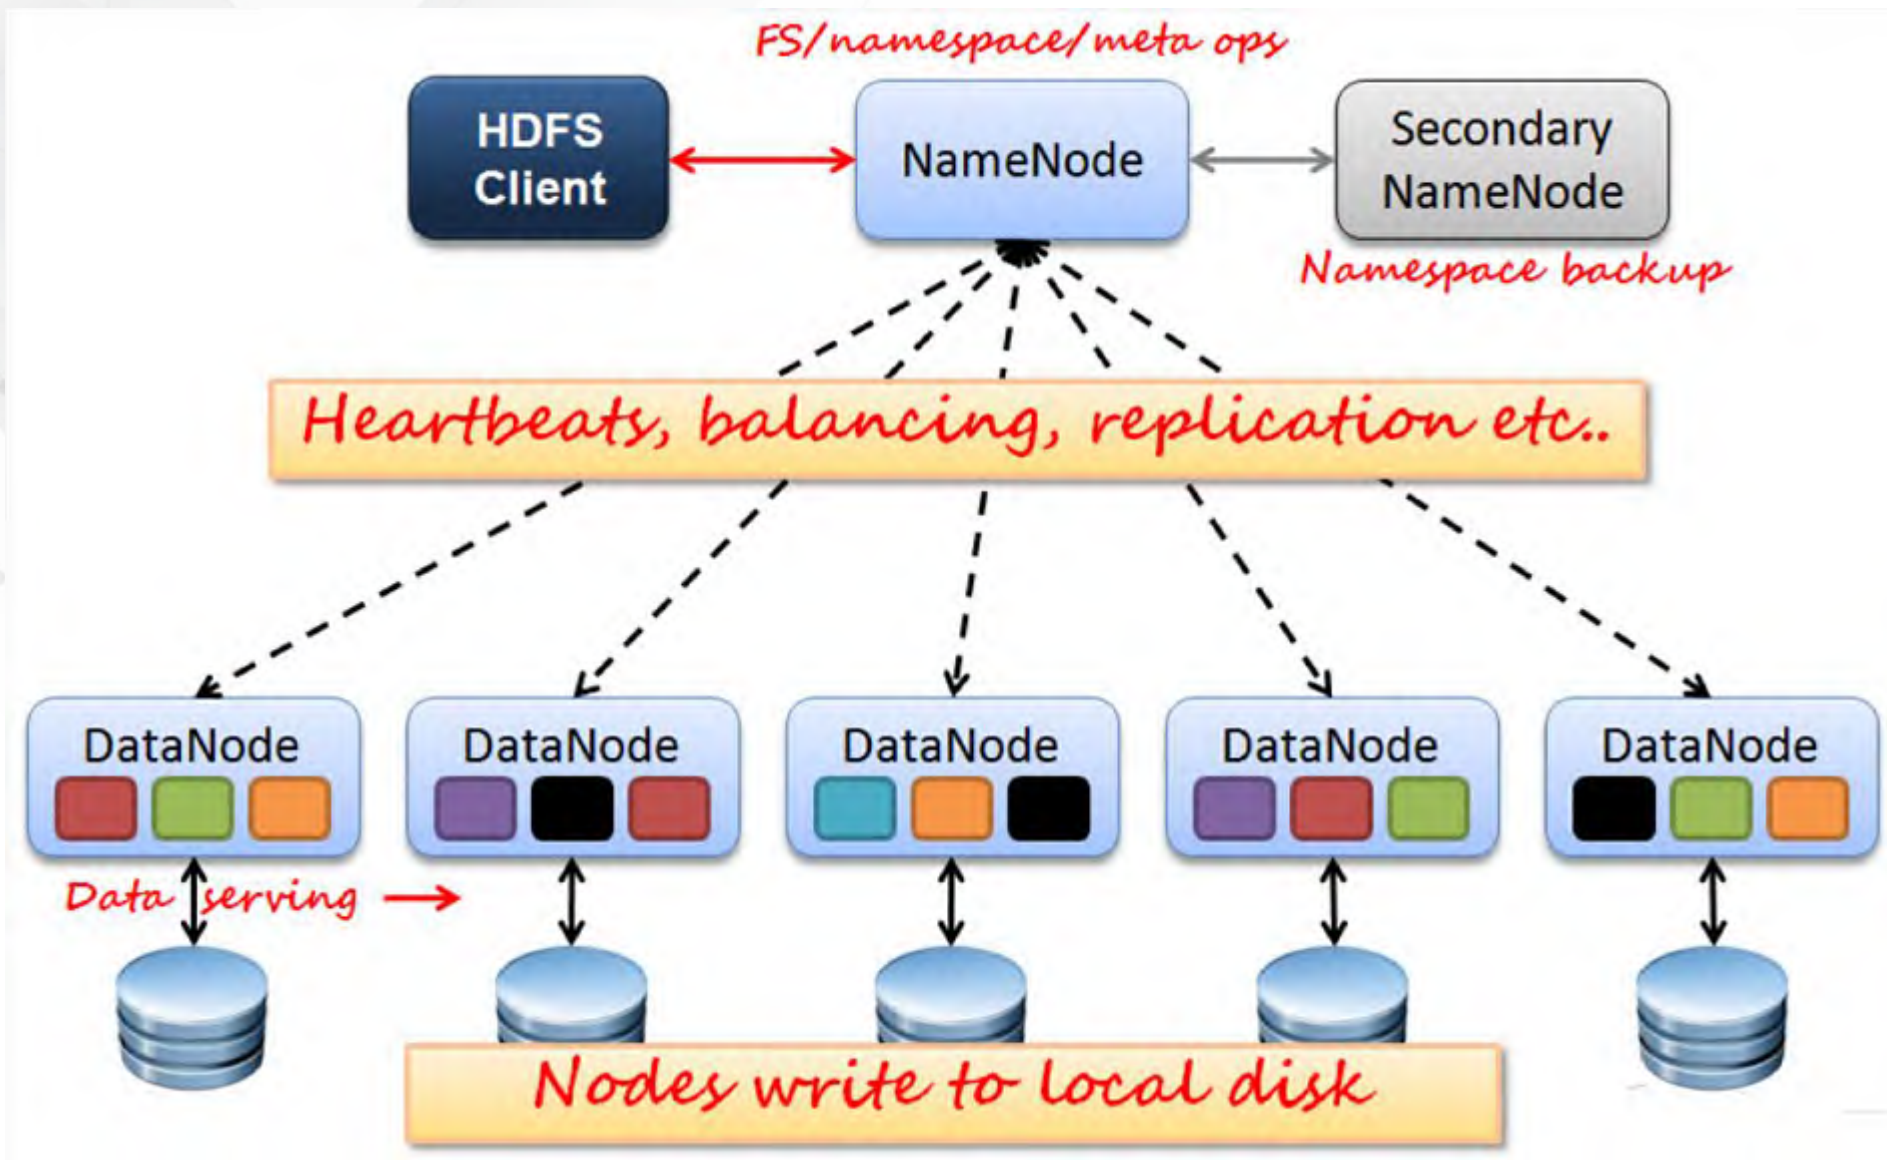 FS/namespace/meta ops
HDFS
Client
NameNode
Secondary
NameNode
Namespace backup
Heartbeats, balancing, replication etc..
DataNode
DataNode
DataNode
DataNode
DataNode
Data serving
Nodes write to local disk